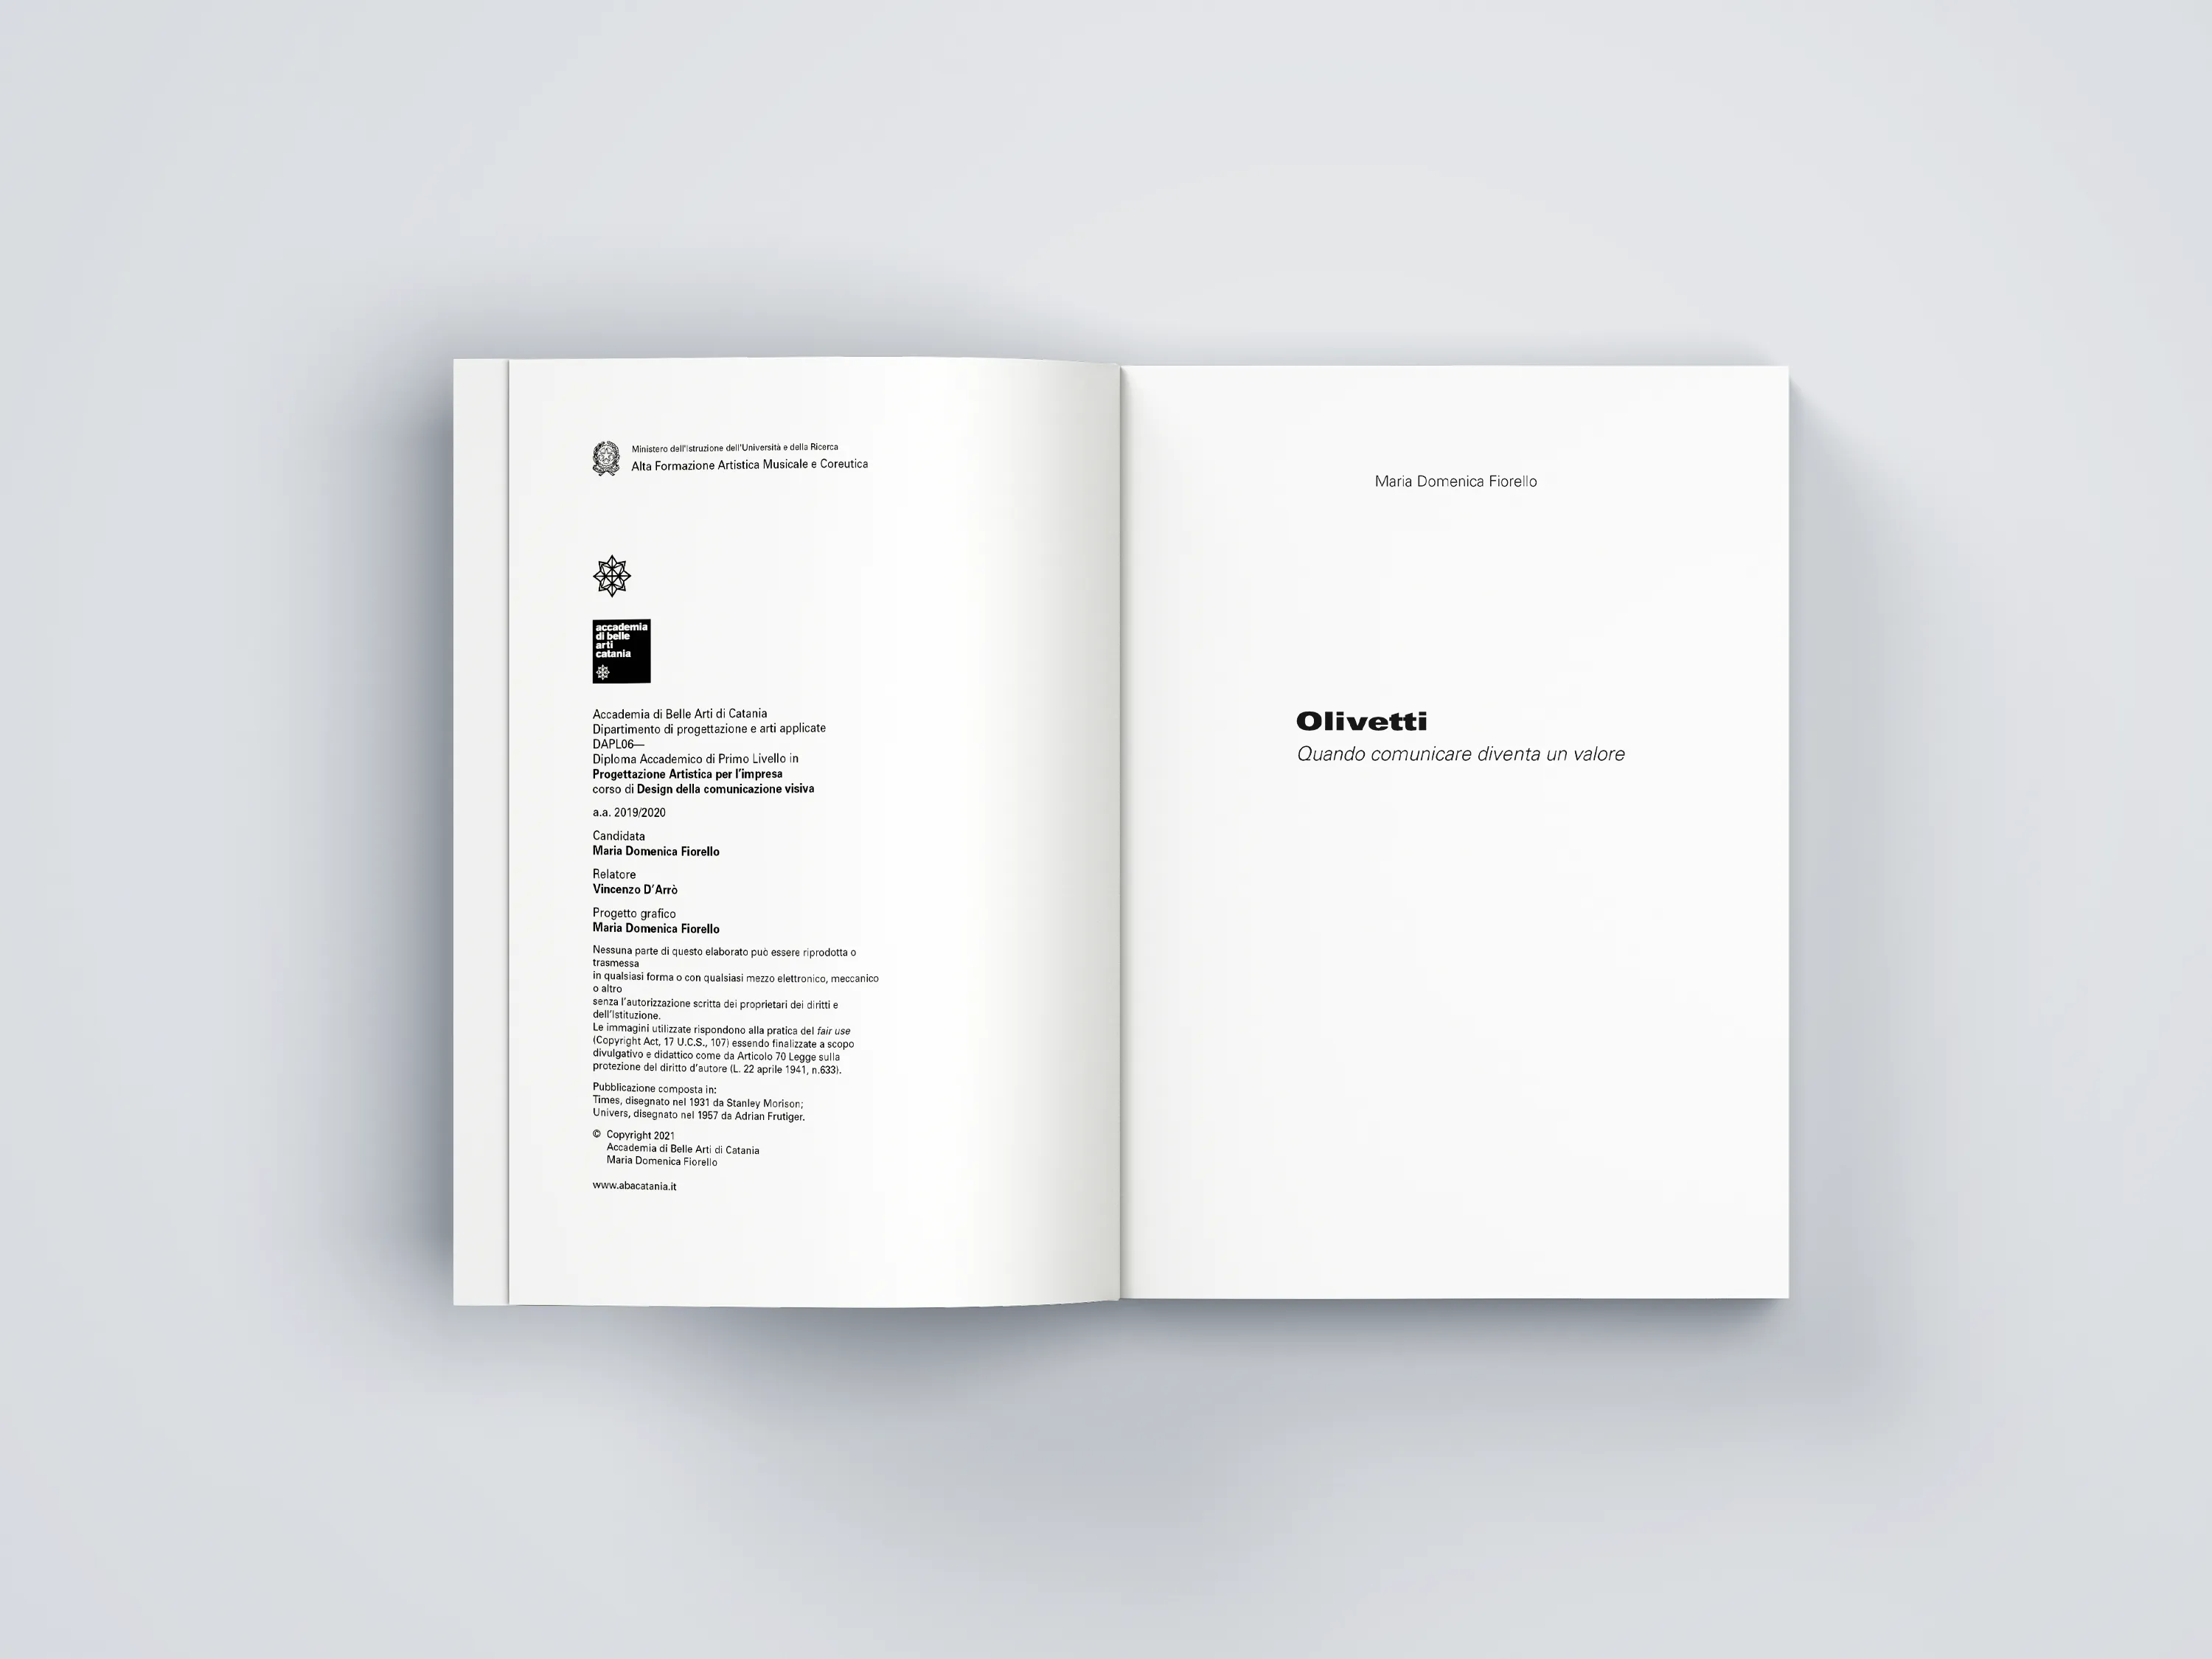 Ministero dell'Istruzione dell'Università e della Ricerca
Alta Formazione Artistica Musicale e Coreutica
accademia
di belle
arti
catania
Accademia di Belle Arti di Catania
Dipartimento di progettazione e arti applicate
DAPL06—
Diploma Accademico di Primo Livello in
Progettazione Artistica per l'impresa
corso di Design della comunicazione visiva
a.a. 2019/2020
Candidata
Maria Domenica Fiorello
Relatore
Vincenzo D'Arrò
Progetto grafico
Maria Domenica Fiorello
Nessuna parte di questo elaborato può essere riprodotta o
trasmessa
in qualsiasi forma o con qualsiasi mezzo elettronico, meccanico
o altro
senza l'autorizzazione scritta dei proprietari dei diritti e
dell'Istituzione.
Le immagini utilizzate rispondono alla pratica del fair use
(Copyright Act, 17 U.C.S., 107) essendo finalizzate a scopo
divulgativo e didattico come da Articolo 70 Legge sulla
protezione del diritto d'autore (L. 22 aprile 1941, n.633).
Pubblicazione composta in:
Times, disegnato nel 1931 da Stanley Morison;
Univers, disegnato nel 1957 da Adrian Frutiger.
© Copyright 2021
Accademia di Belle Arti di Catania
Maria Domenica Fiorello
www.abacatania.it
Maria Domenica Fiorello
Olivetti
Quando comunicare diventa un valore